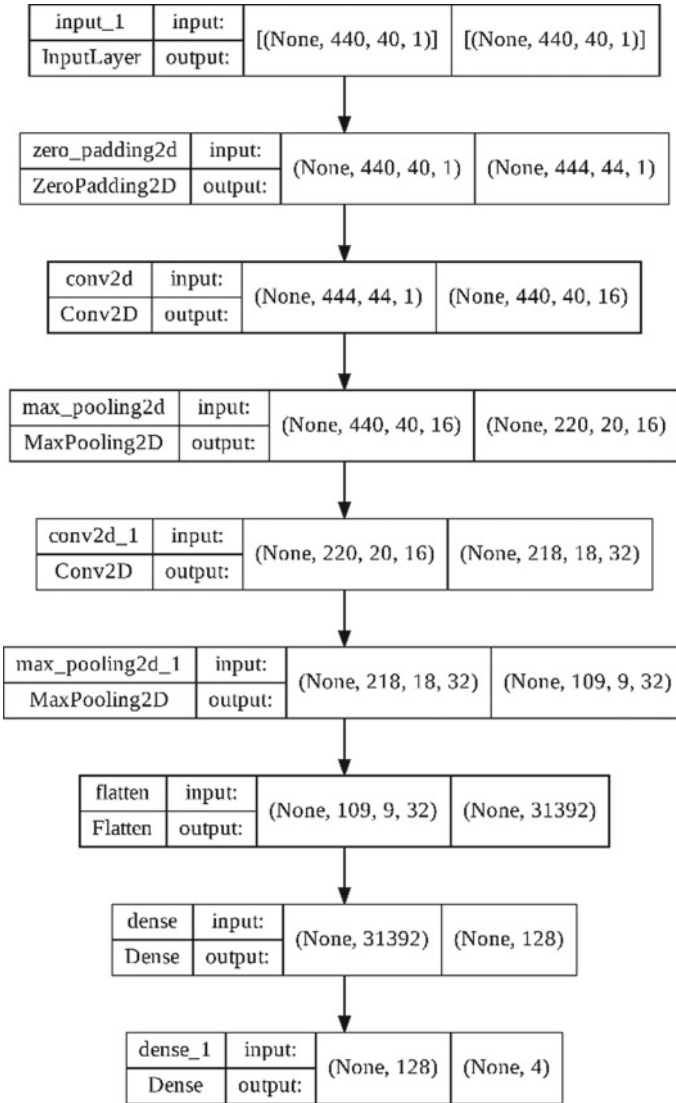 input_1 input: [(None, 440, 40, 1)] [(None, 440, 40, 1)]
InputLayer output:
zero_padding2d input: (None, 440, 40, 1) (None, 444, 44, 1)
ZeroPadding2D output:
conv2d input: (None, 444, 44, 1) (None, 440, 40, 16)
Conv2D output:
max_pooling2d input: (None, 440, 40, 16) (None, 220, 20, 16)
MaxPooling2D output:
conv2d_1 input: (None, 220, 20, 16) (None, 218, 18, 32)
Conv2D output:
max_pooling2d_1 input: (None, 218, 18, 32) (None, 109, 9, 32)
MaxPooling2D output:
flatten input: (None, 109, 9, 32) (None, 31392)
Flatten output:
dense input: (None, 31392) (None, 128)
Dense output:
dense_1 input: (None, 128) (None, 4)
Dense output: